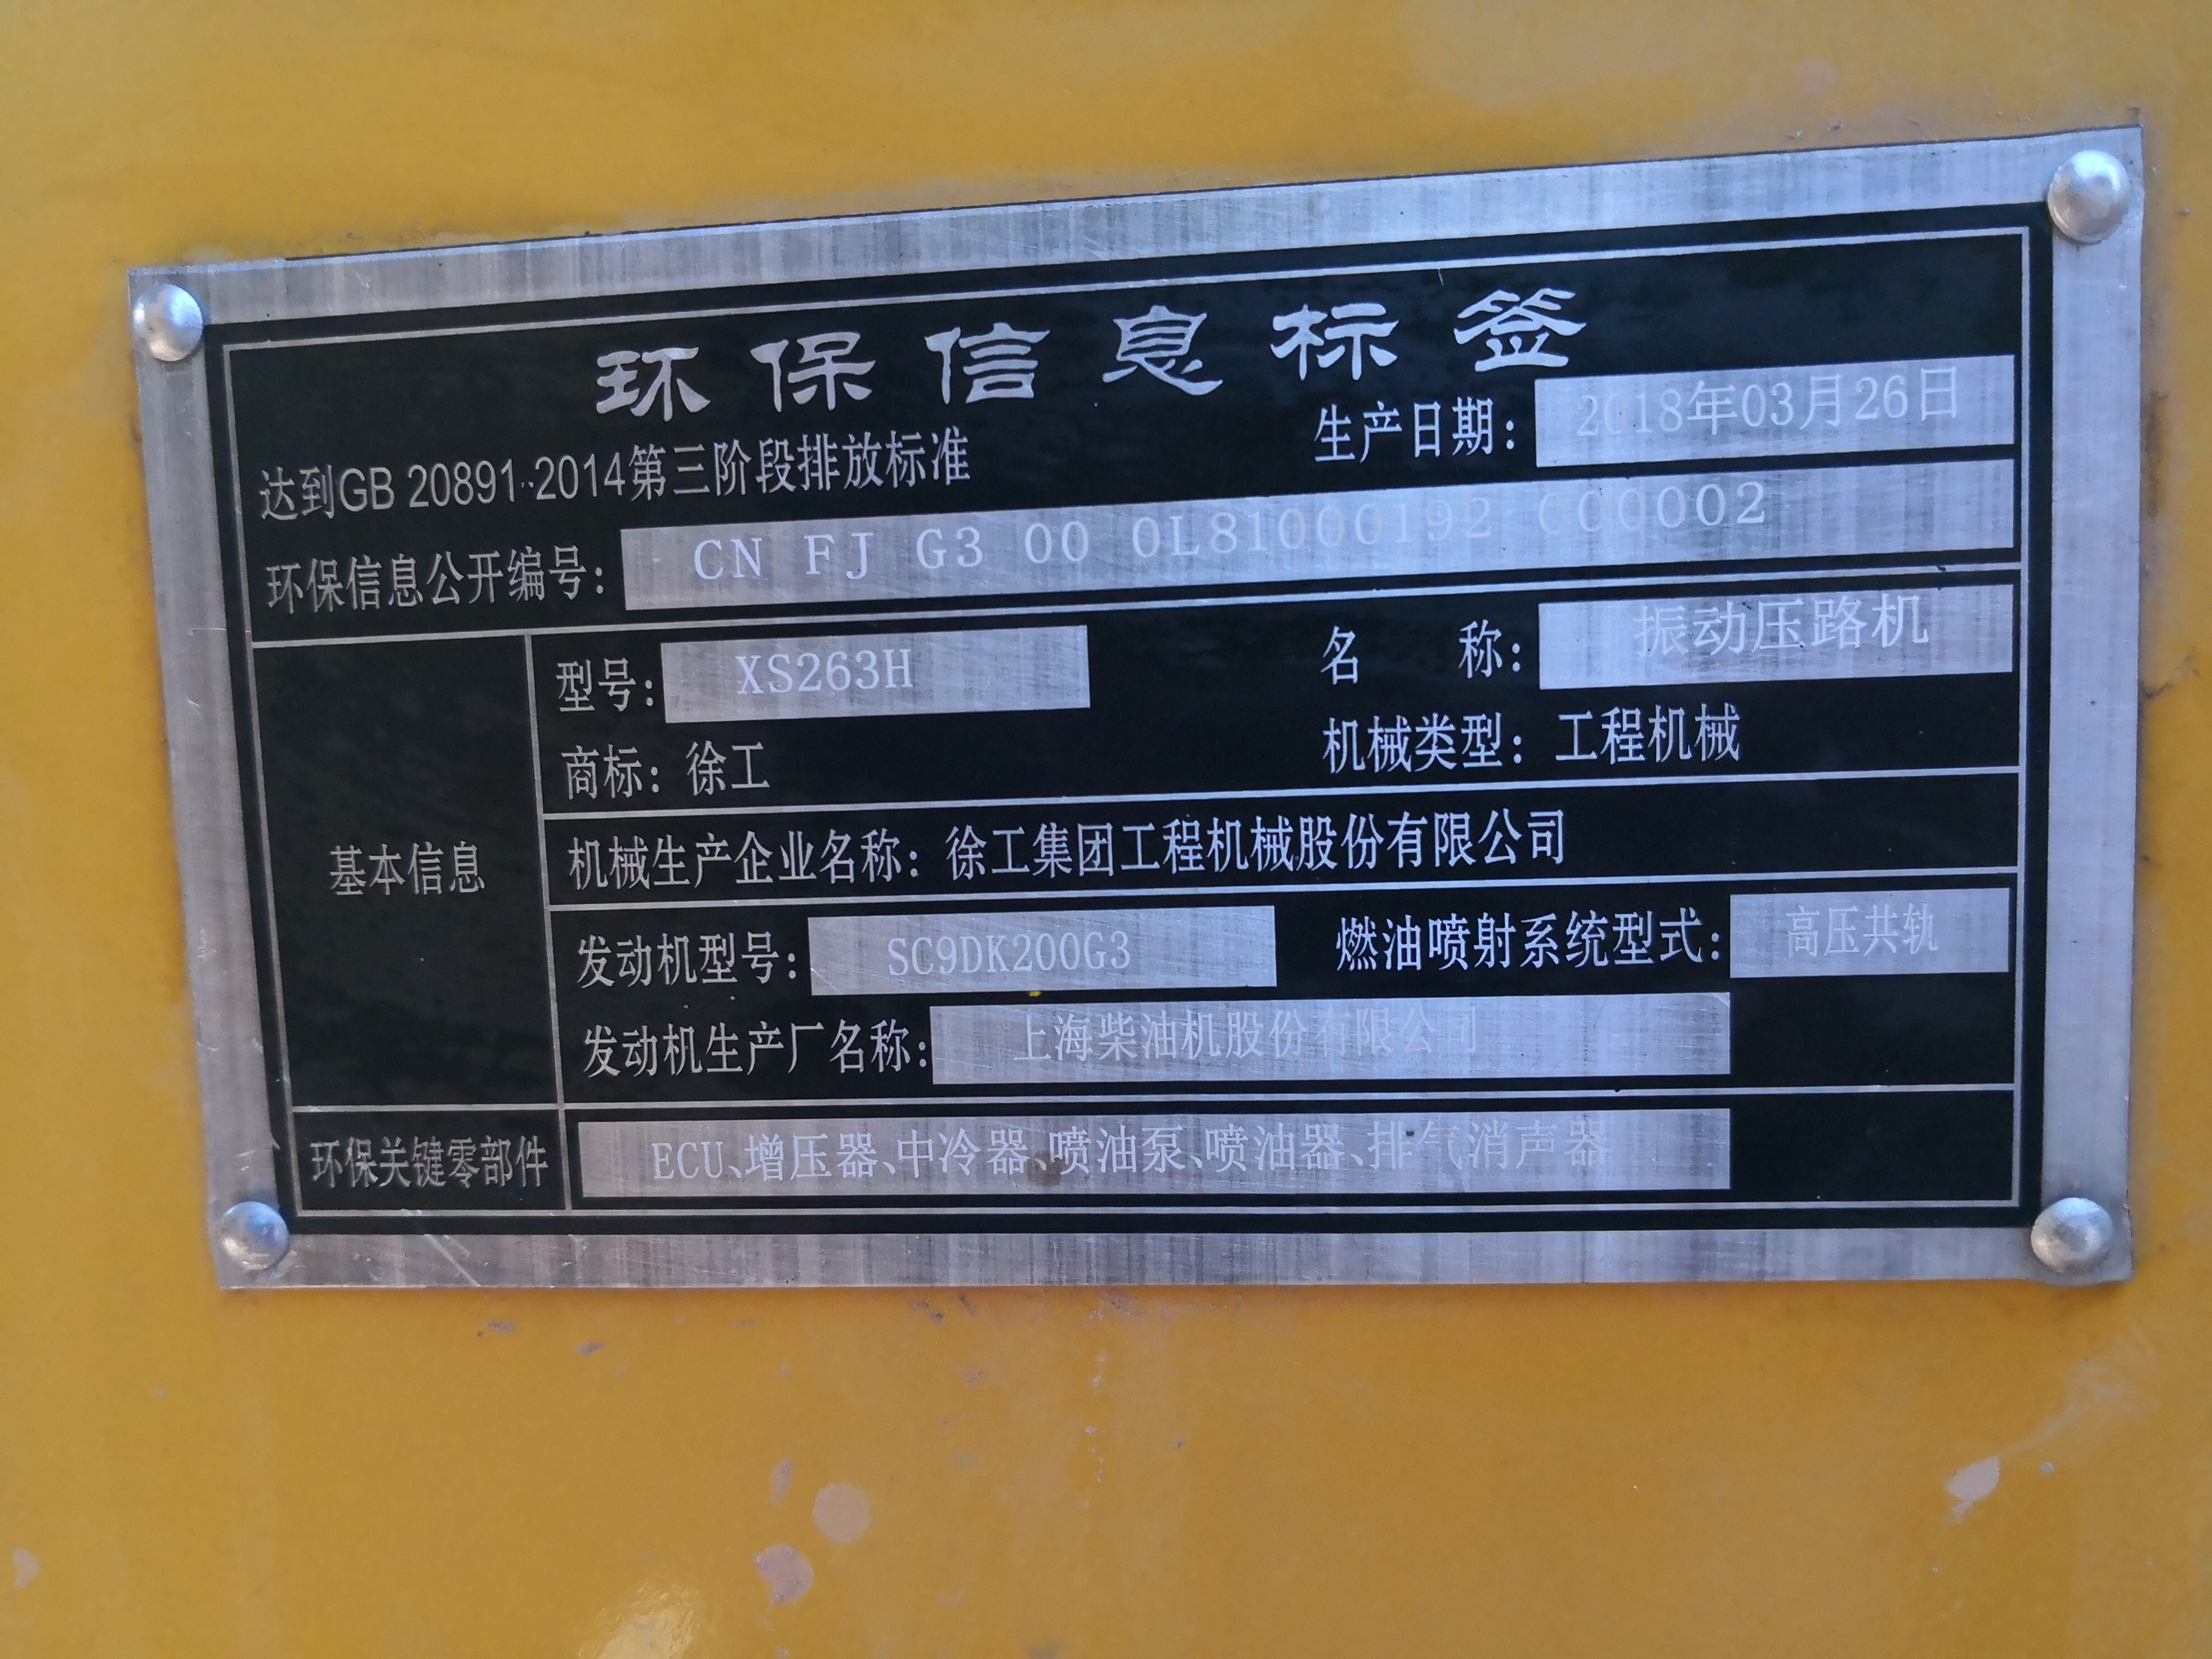 环保信息标签
达到GB 20891-2014第三阶段排放标准 生产日期: 2018年03月26日
环保信息公开编号: CN FJ G3 00 0L81000192 000002
基本信息
型号: XS263H 名 称: 振动压路机
商标: 徐工 机械类型: 工程机械
机械生产企业名称: 徐工集团工程机械股份有限公司
发动机型号: SC9DK200G3 燃油喷射系统型式: 高压共轨
发动机生产厂名称: 上海柴油机股份有限公司
环保关键零部件 ECU、增压器、中冷器、喷油泵、喷油器、排气消声器